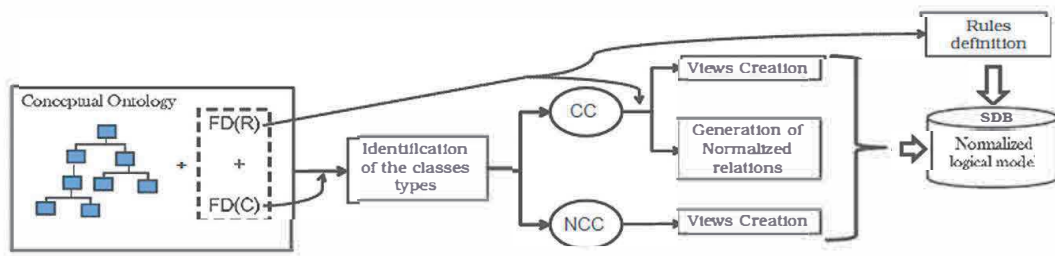 Conceptual Ontology
FD(R)
+
+
FD(C)
Identification
of the classes
types
CC
NCC
Views Creation
Generation of
Normalized
relations
Views Creation
Rules
definition
SDB
Normalized
logical model